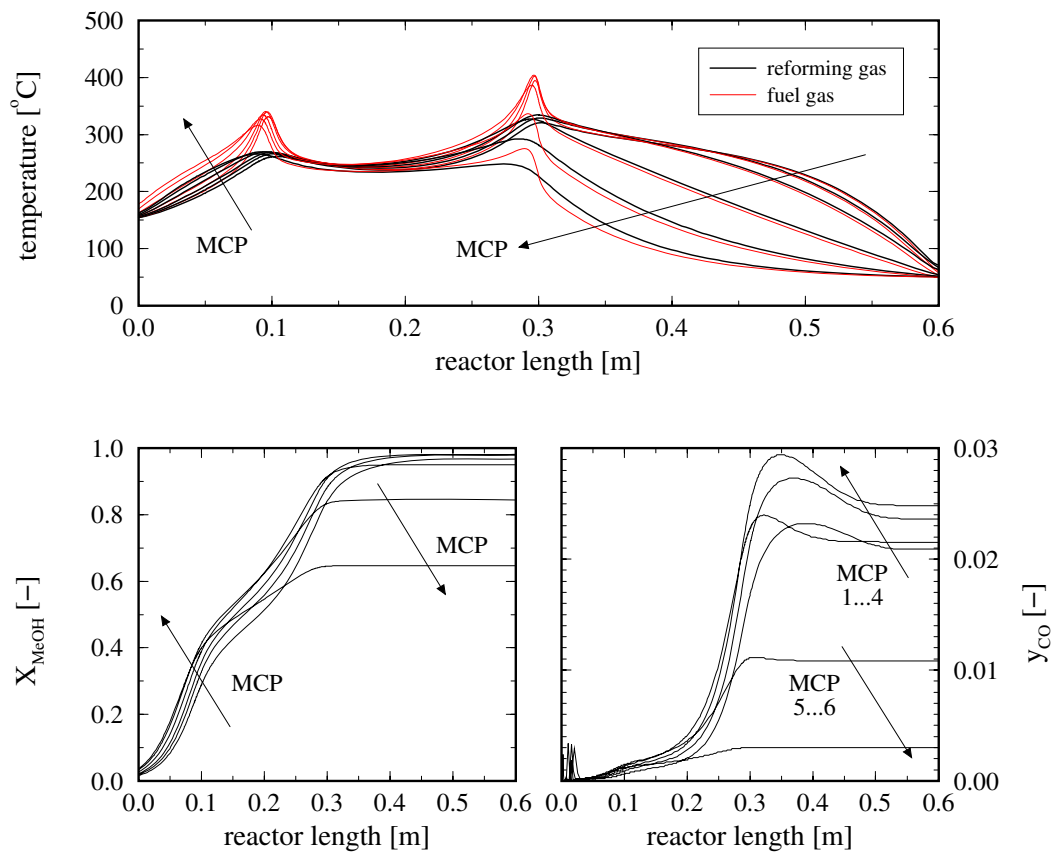 500
400
300
200
100
0
temperature [°C]
reforming gas
fuel gas
MCP
MCP
0.0 0.1 0.2 0.3 0.4 0.5 0.6
reactor length [m]
1.0
0.8
0.6
0.4
0.2
0.0
X_MeOH [−]
MCP
MCP
0.0 0.1 0.2 0.3 0.4 0.5 0.6
reactor length [m]
0.03
0.02
0.01
0.00
y_CO [−]
MCP
1...4
MCP
5...6
0.0 0.1 0.2 0.3 0.4 0.5 0.6
reactor length [m]